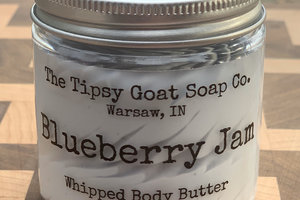 The Tipsy Goat Soap Co.
Warsaw, IN
Blueberry Jam
Whipped Body Butter